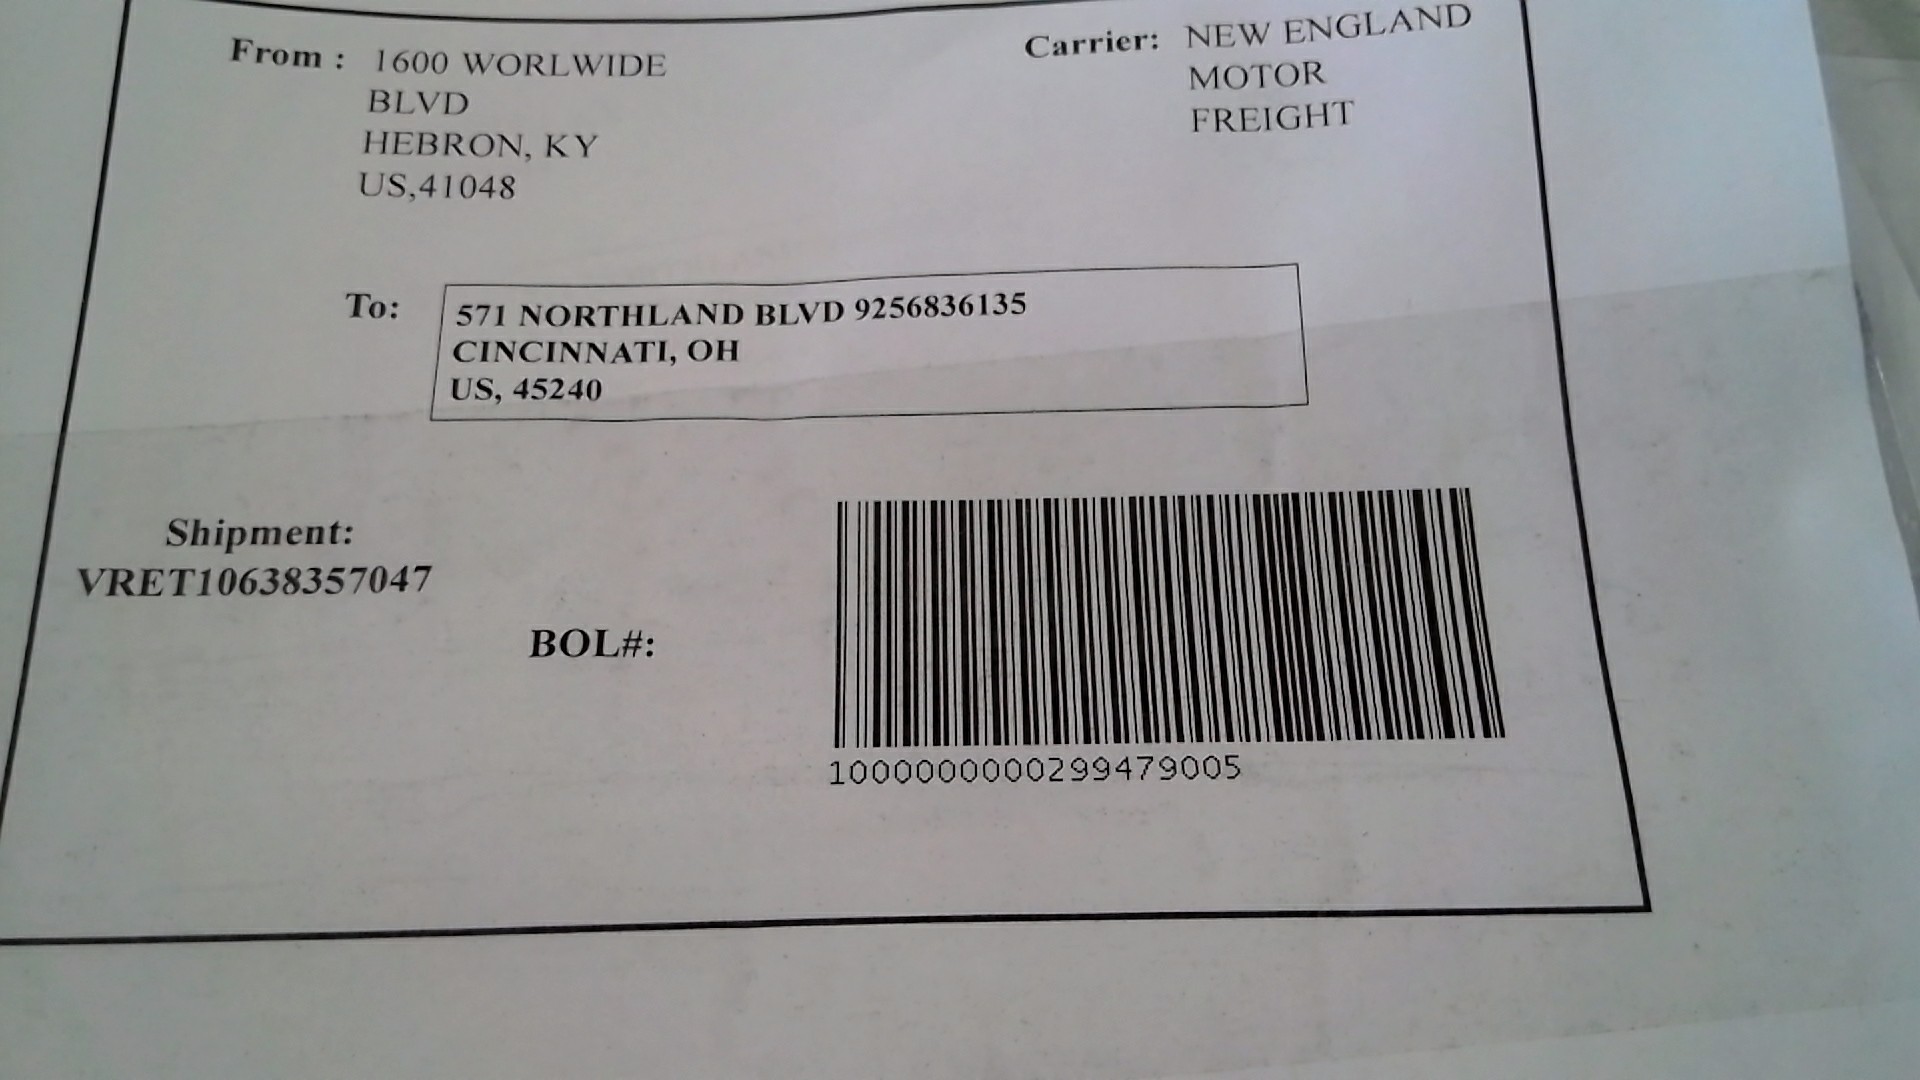 From : 1600 WORLWIDE
BLVD
HEBRON, KY
US,41048
Carrier: NEW ENGLAND
MOTOR
FREIGHT
To: 571 NORTHLAND BLVD 9256836135
CINCINNATI, OH
US, 45240
Shipment:
VRET10638357047
BOL#:
1000000000299479005